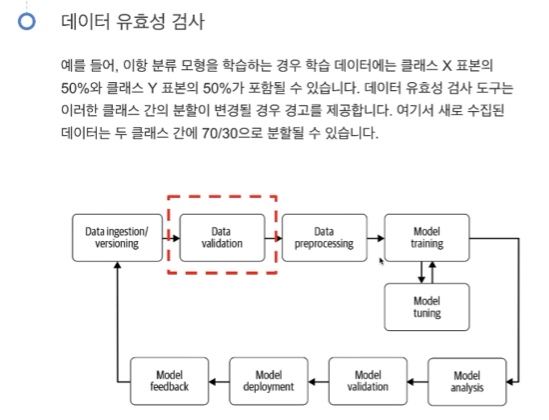 데이터 유효성 검사
예를 들어, 이항 분류 모형을 학습하는 경우 학습 데이터에는 클래스 X 표본의
50%와 클래스 Y 표본의 50%가 포함될 수 있습니다. 데이터 유효성 검사 도구는
이러한 클래스 간의 분할이 변경될 경우 경고를 제공합니다. 여기서 새로 수집된
데이터는 두 클래스 간에 70/30으로 분할될 수 있습니다.
Data ingestion/
versioning
Data
validation
Data
preprocessing
Model
training
Model
tuning
Model
feedback
Model
deployment
Model
validation
Model
analysis